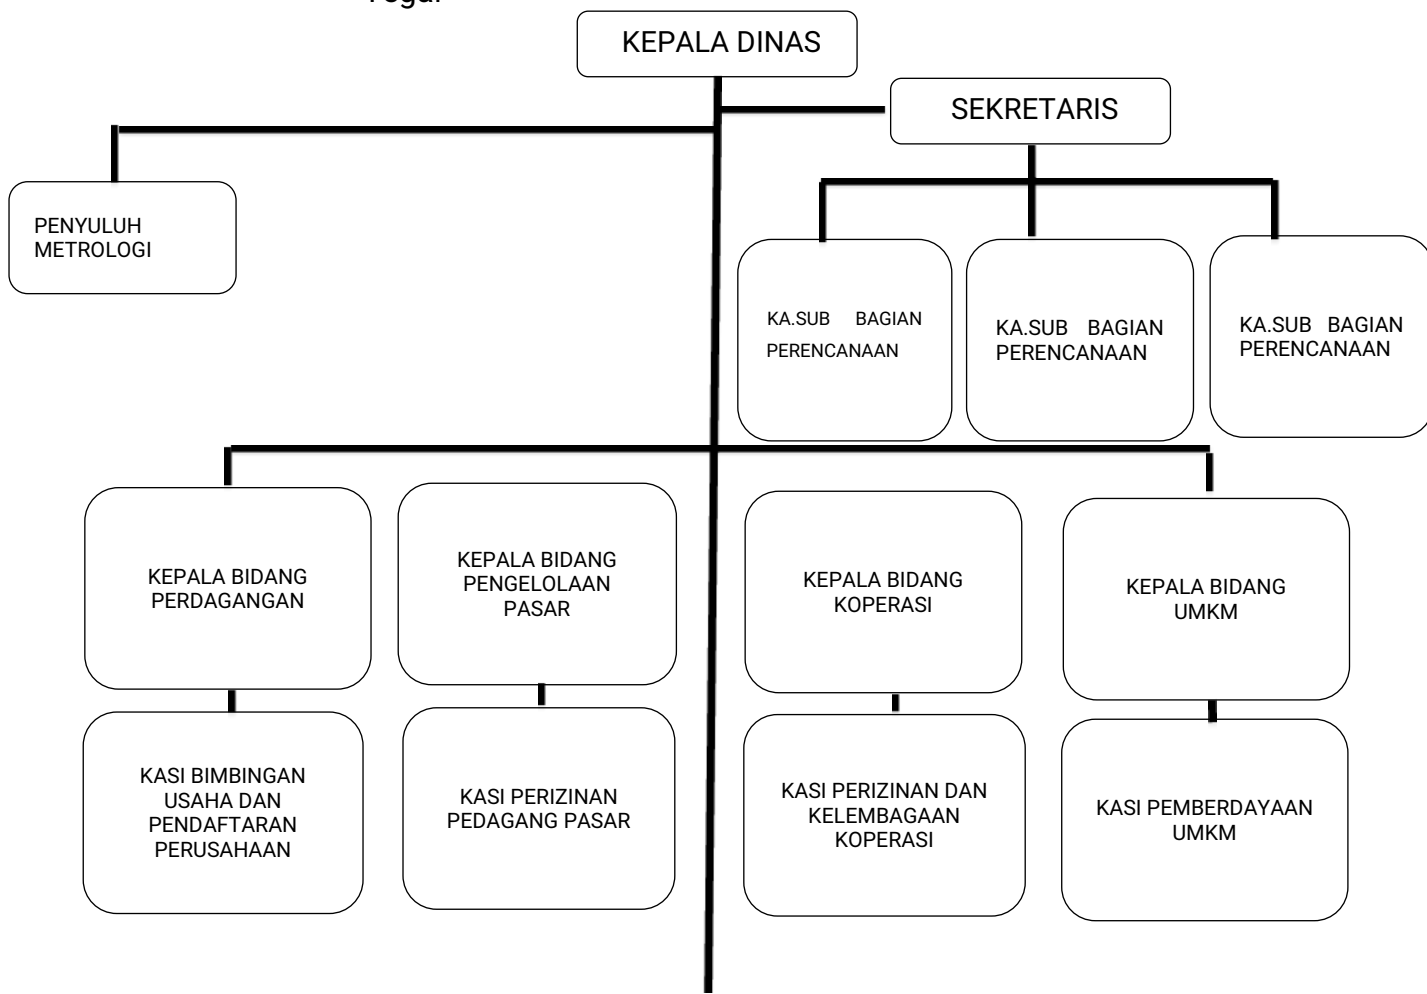 KEPALA DINAS
SEKRETARIS
PENYULUH
METROLOGI
KA.SUB BAGIAN
PERENCANAAN
KA.SUB BAGIAN
PERENCANAAN
KA.SUB BAGIAN
PERENCANAAN
KEPALA BIDANG
PERDAGANGAN
KEPALA BIDANG
PENGELOLAAN
PASAR
KEPALA BIDANG
KOPERASI
KEPALA BIDANG
UMKM
KASI BIMBINGAN
USAHA DAN
PENDAFTARAN
PERUSAHAAN
KASI PERIZINAN
PEDAGANG PASAR
KASI PERIZINAN DAN
KELEMBAGAAN
KOPERASI
KASI PEMBERDAYAAN
UMKM